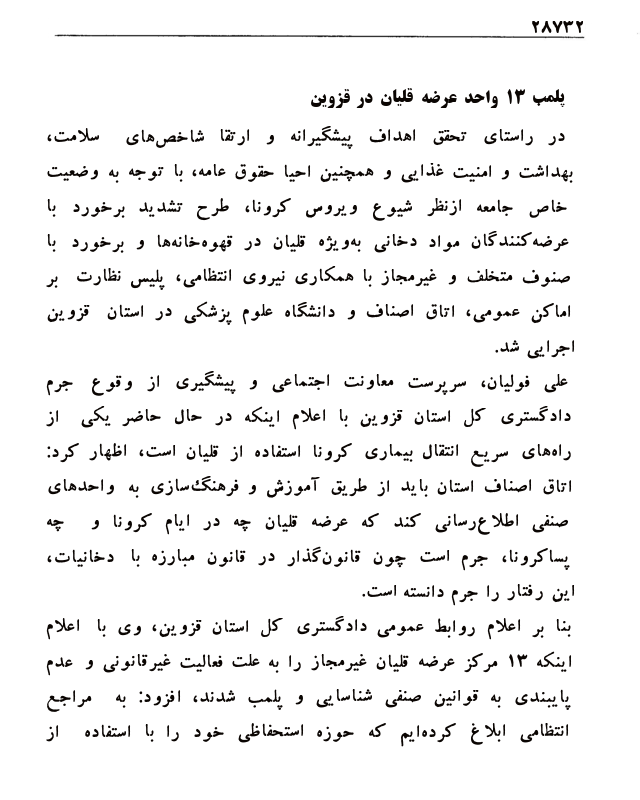 ۲۸۷۳۲
پلمب ۱۳ واحد عرضه قلیان در قزوین
در راستای تحقق اهداف پیشگیرانه و ارتقا شاخص‌های سلامت،
بهداشت و امنیت غذایی و همچنین احیا حقوق عامه، با توجه به وضعیت
خاص جامعه ازنظر شیوع ویروس کرونا، طرح تشدید برخورد با
عرضه‌کنندگان مواد دخانی به‌ویژه قلیان در قهوه‌خانه‌ها و برخورد با
صنوف متخلف و غیرمجاز با همکاری نیروی انتظامی، پلیس نظارت بر
اماکن عمومی، اتاق اصناف و دانشگاه علوم پزشکی در استان قزوین
اجرایی شد.
علی فولیان، سرپرست معاونت اجتماعی و پیشگیری از وقوع جرم
دادگستری کل استان قزوین با اعلام اینکه در حال حاضر یکی از
راه‌های سریع انتقال بیماری کرونا استفاده از قلیان است، اظهار کرد:
اتاق اصناف استان باید از طریق آموزش و فرهنگ‌سازی به واحدهای
صنفی اطلاع‌رسانی کند که عرضه قلیان چه در ایام کرونا و چه
پساکرونا، جرم است چون قانون‌گذار در قانون مبارزه با دخانیات،
این رفتار را جرم دانسته است.
بنا بر اعلام روابط عمومی دادگستری کل استان قزوین، وی با اعلام
اینکه ۱۳ مرکز عرضه قلیان غیرمجاز را به علت فعالیت غیرقانونی و عدم
پایبندی به قوانین صنفی شناسایی و پلمب شدند، افزود: به مراجع
انتظامی ابلاغ کرده‌ایم که حوزه استحفاظی خود را با استفاده از